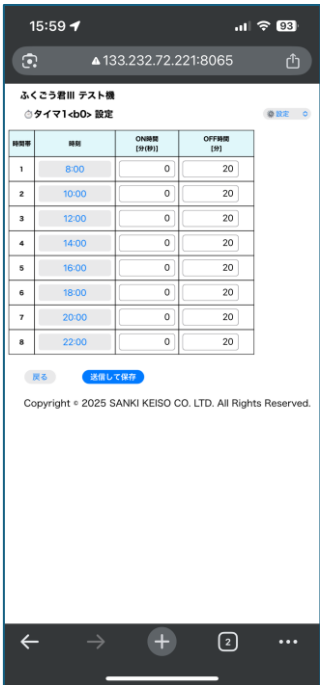 15:59
93
133.232.72.221:8065
ふくごう君III テスト機
⏱タイマ1<b0> 設定
設定
時間帯 時刻 ON時間 [分(秒)] OFF時間 [分]
1 8:00 0 20
2 10:00 0 20
3 12:00 0 20
4 14:00 0 20
5 16:00 0 20
6 18:00 0 20
7 20:00 0 20
8 22:00 0 20
戻る 送信して保存
Copyright © 2025 SANKI KEISO CO. LTD. All Rights Reserved.
2